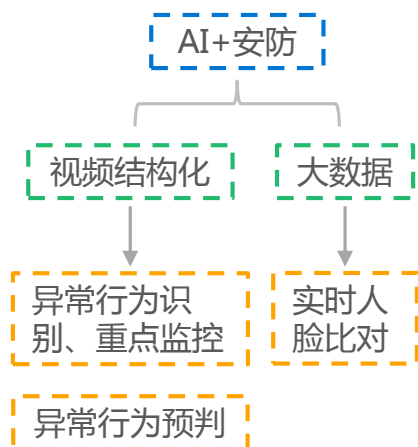 AI+安防
视频结构化
大数据
异常行为识
别、重点监控
实时人
脸比对
异常行为预判